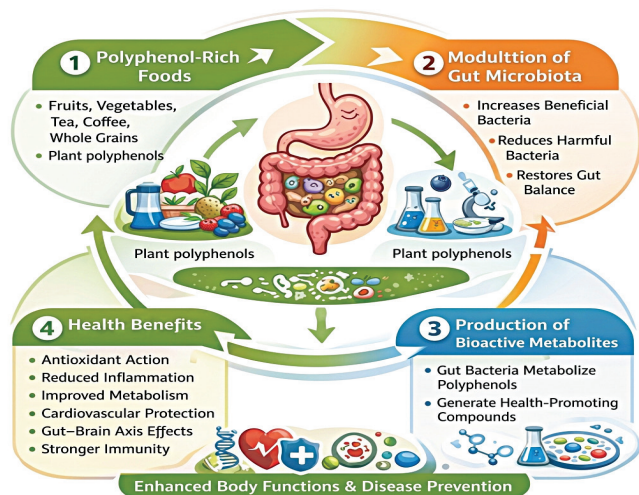 1 Polyphenol-Rich
Foods
• Fruits, Vegetables,
Tea, Coffee,
Whole Grains
• Plant polyphenols
2 Modulttion of
Gut Microbiota
• Increases Beneficial
Bacteria
• Reduces Harmful
Bacteria
• Restores Gut
Balance
Plant polyphenols
Plant polyphenols
3 Production of
Bioactive Metabolites
• Gut Bacteria Metabolize
Polyphenols
• Generate Health-Promoting
Compounds
4 Health Benefits
• Antioxidant Action
• Reduced Inflammation
• Improved Metabolism
• Cardiovascular Protection
• Gut–Brain Axis Effects
• Stronger Immunity
Enhanced Body Functions & Disease Prevention